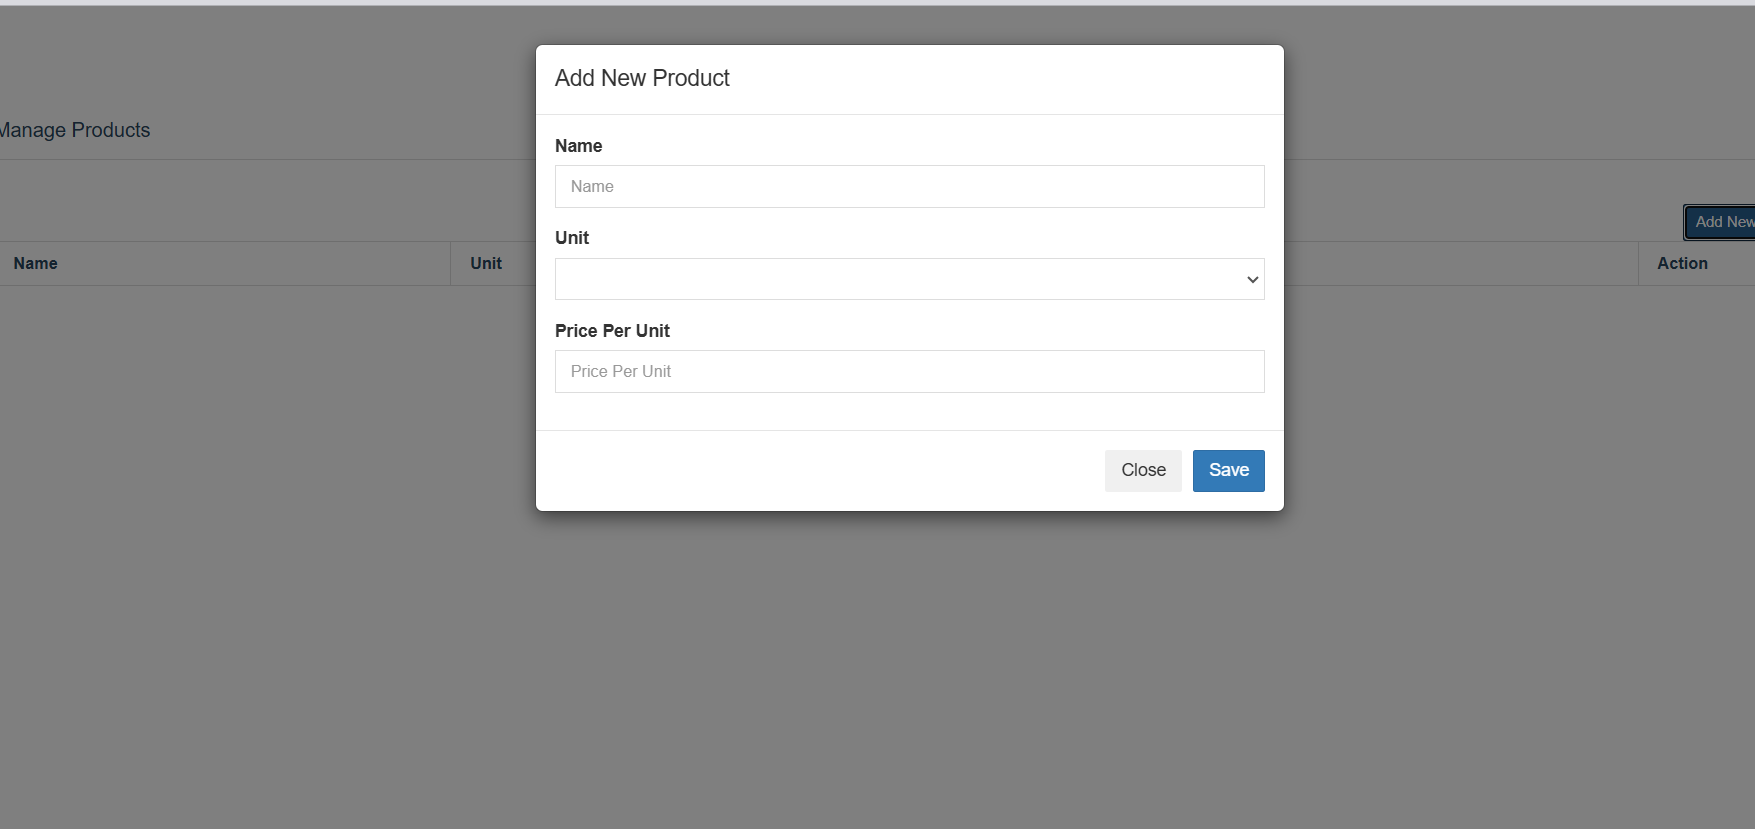 Add New Product
Manage Products
Name
Name
Unit
Price Per Unit
Price Per Unit
Close
Save
Add New
Name
Unit
Action